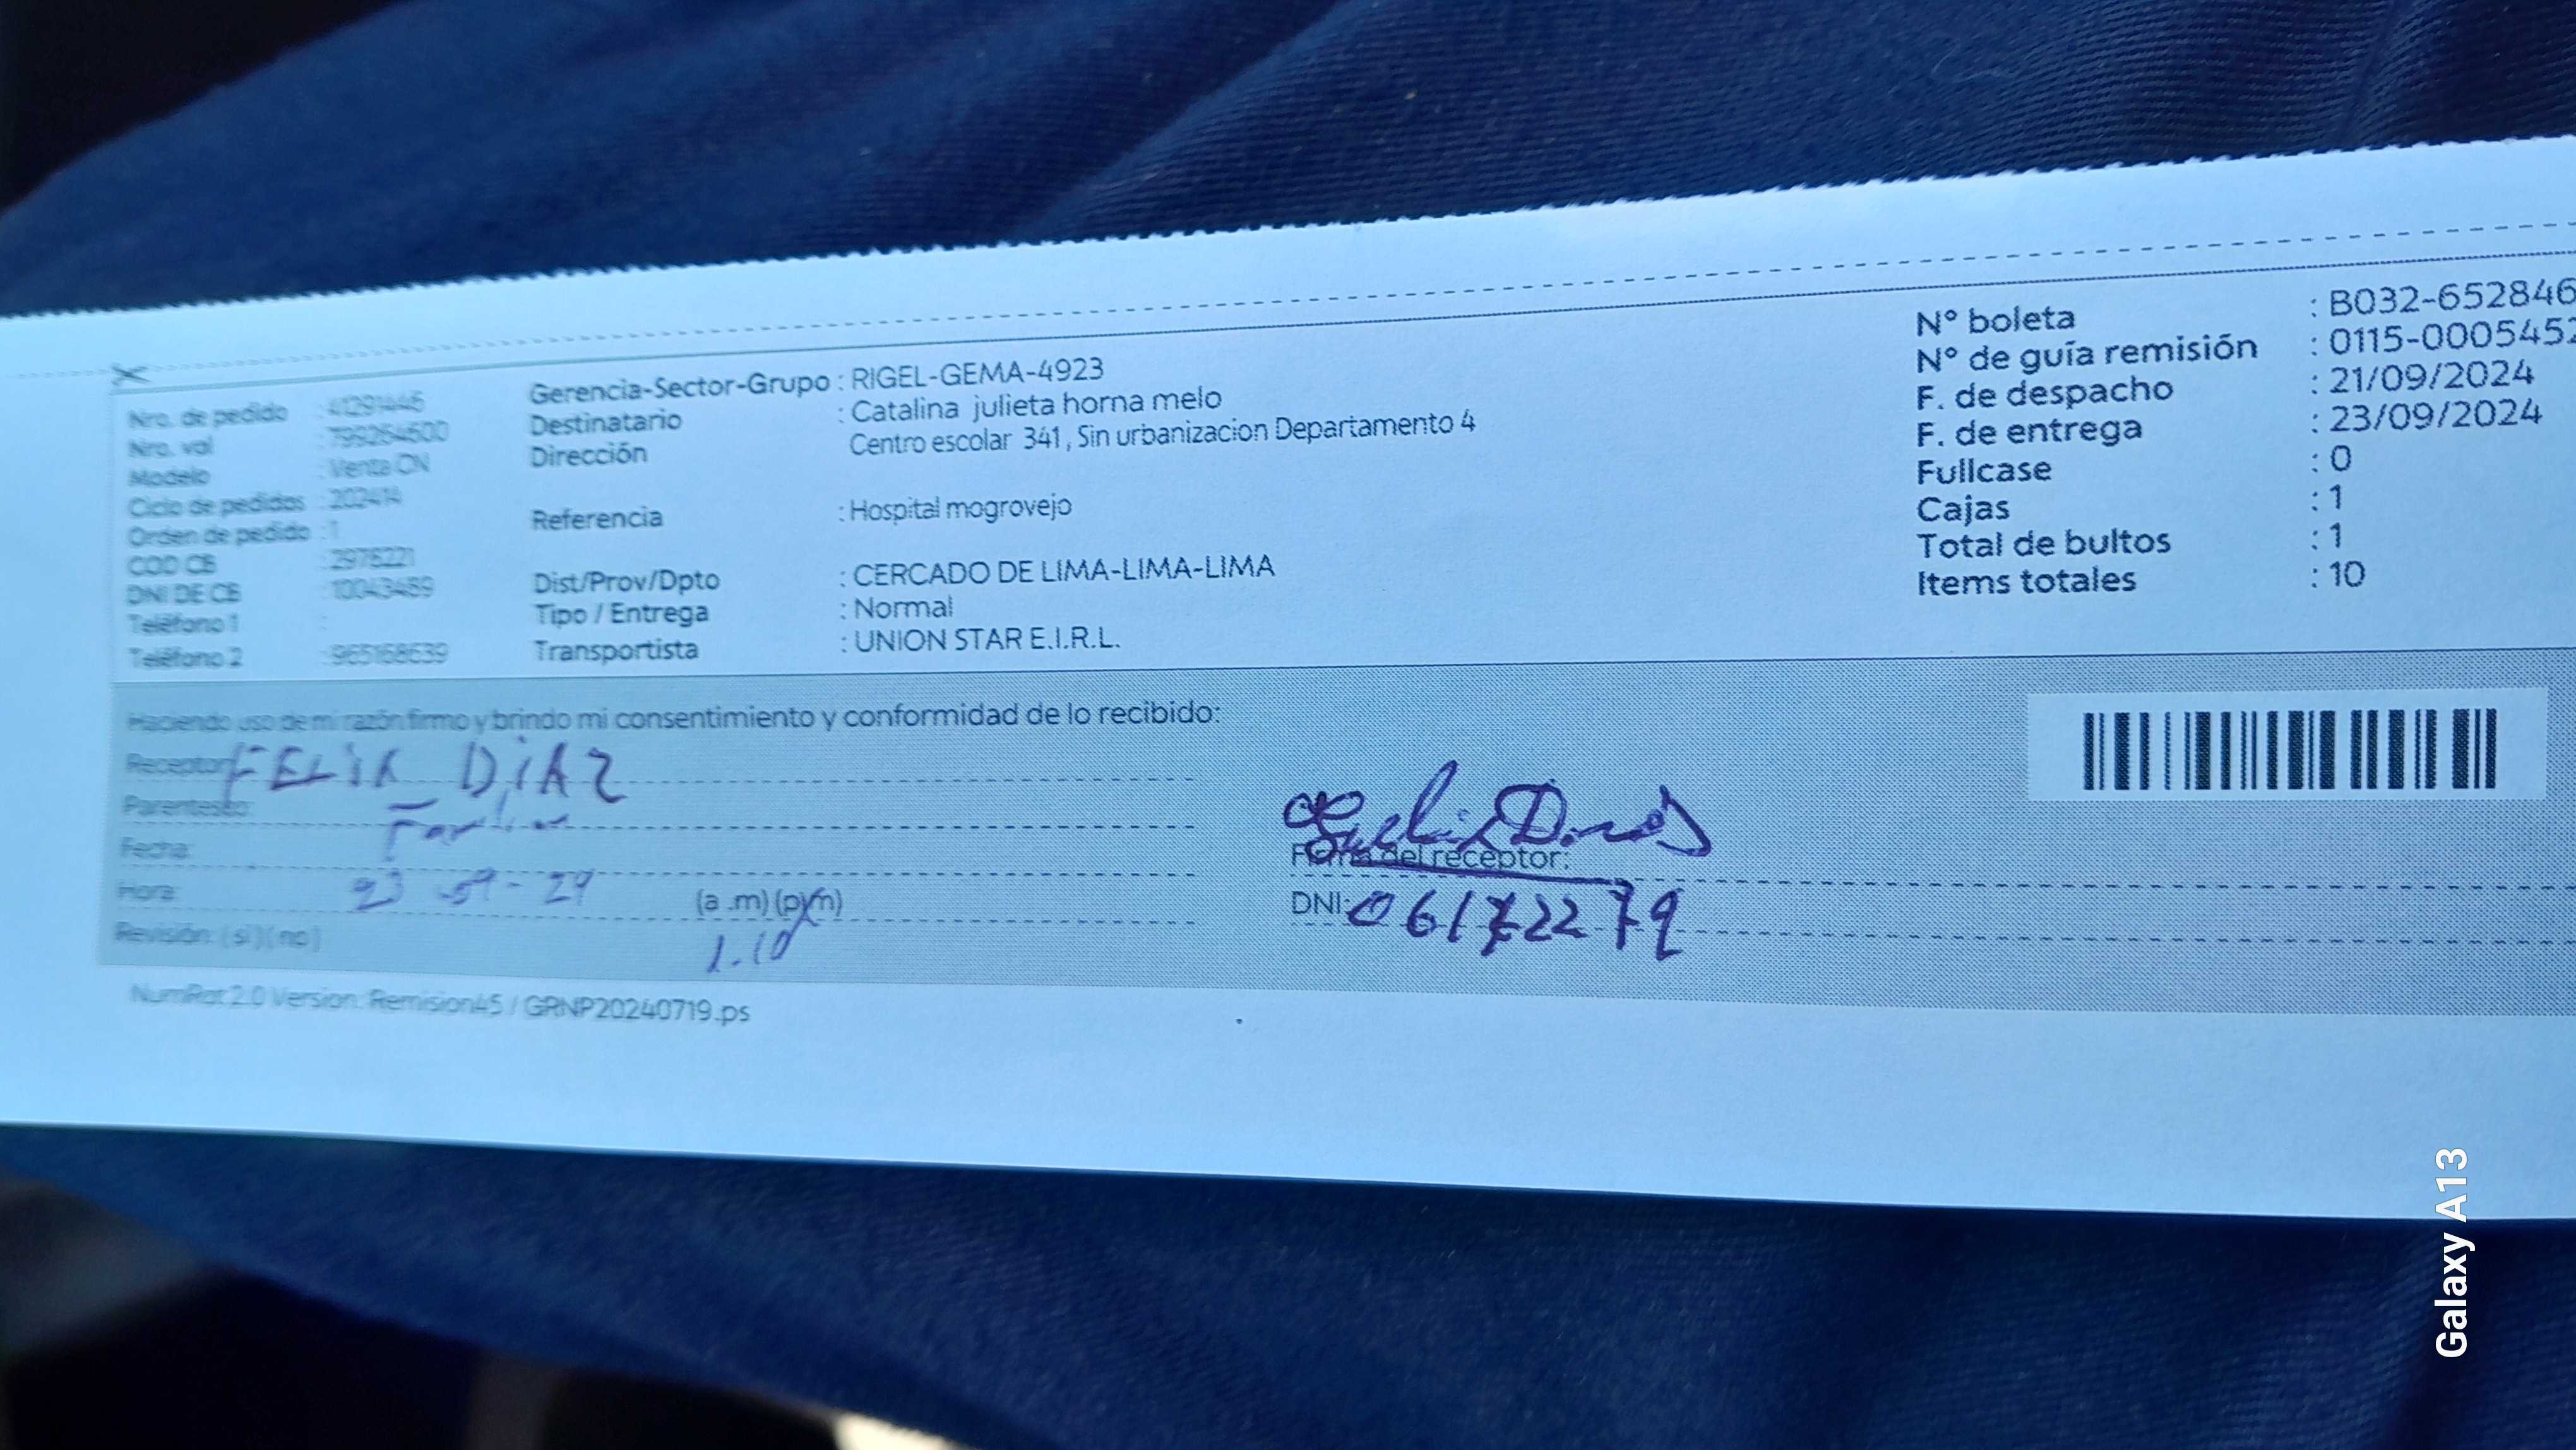 Nro. de pedido : 41291445
Nro. val : 799264600
Modelo : Venta CN
Ciclo de pedidos : 202414
Orden de pedido : 1
COD CB : 2978221
DNI DE CB : 10043489
Teléfono 1 :
Teléfono 2 : 965168639
Gerencia-Sector-Grupo : RIGEL-GEMA-4923
Destinatario : Catalina julieta horna melo
Dirección Centro escolar 341, Sin urbanizacion Departamento 4
Referencia : Hospital mogrovejo
Dist/Prov/Dpto : CERCADO DE LIMA-LIMA-LIMA
Tipo / Entrega : Normal
Transportista : UNION STAR E.I.R.L.
N° boleta : B032-652846
N° de guía remisión : 0115-0005452
F. de despacho : 21/09/2024
F. de entrega : 23/09/2024
Fullcase : 0
Cajas : 1
Total de bultos : 1
Items totales : 10
Haciendo uso de mi razón firmo y brindo mi consentimiento y conformidad de lo recibido:
Receptor: FELIX DiAZ
Parentesco:
Fecha:
Hora: (a .m) (p.m)
1.10
Revisión: ( si ) ( no )
Firma del receptor:
DNI: 06172279
NumRot 2.0 Version: Remision45 / GRNP20240719.ps
Galaxy A13